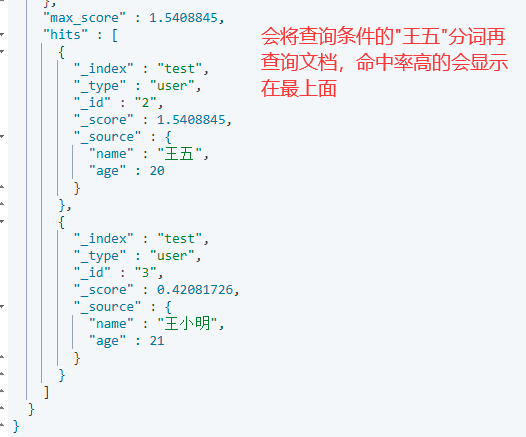 },
"max_score" : 1.5408845,
"hits" : [
{
"_index" : "test",
"_type" : "user",
"_id" : "2",
"_score" : 1.5408845,
"_source" : {
"name" : "王五",
"age" : 20
}
},
{
"_index" : "test",
"_type" : "user",
"_id" : "3",
"_score" : 0.42081726,
"_source" : {
"name" : "王小明",
"age" : 21
}
}
]
}
}
会将查询条件的"王五"分词再
查询文档，命中率高的会显示
在最上面